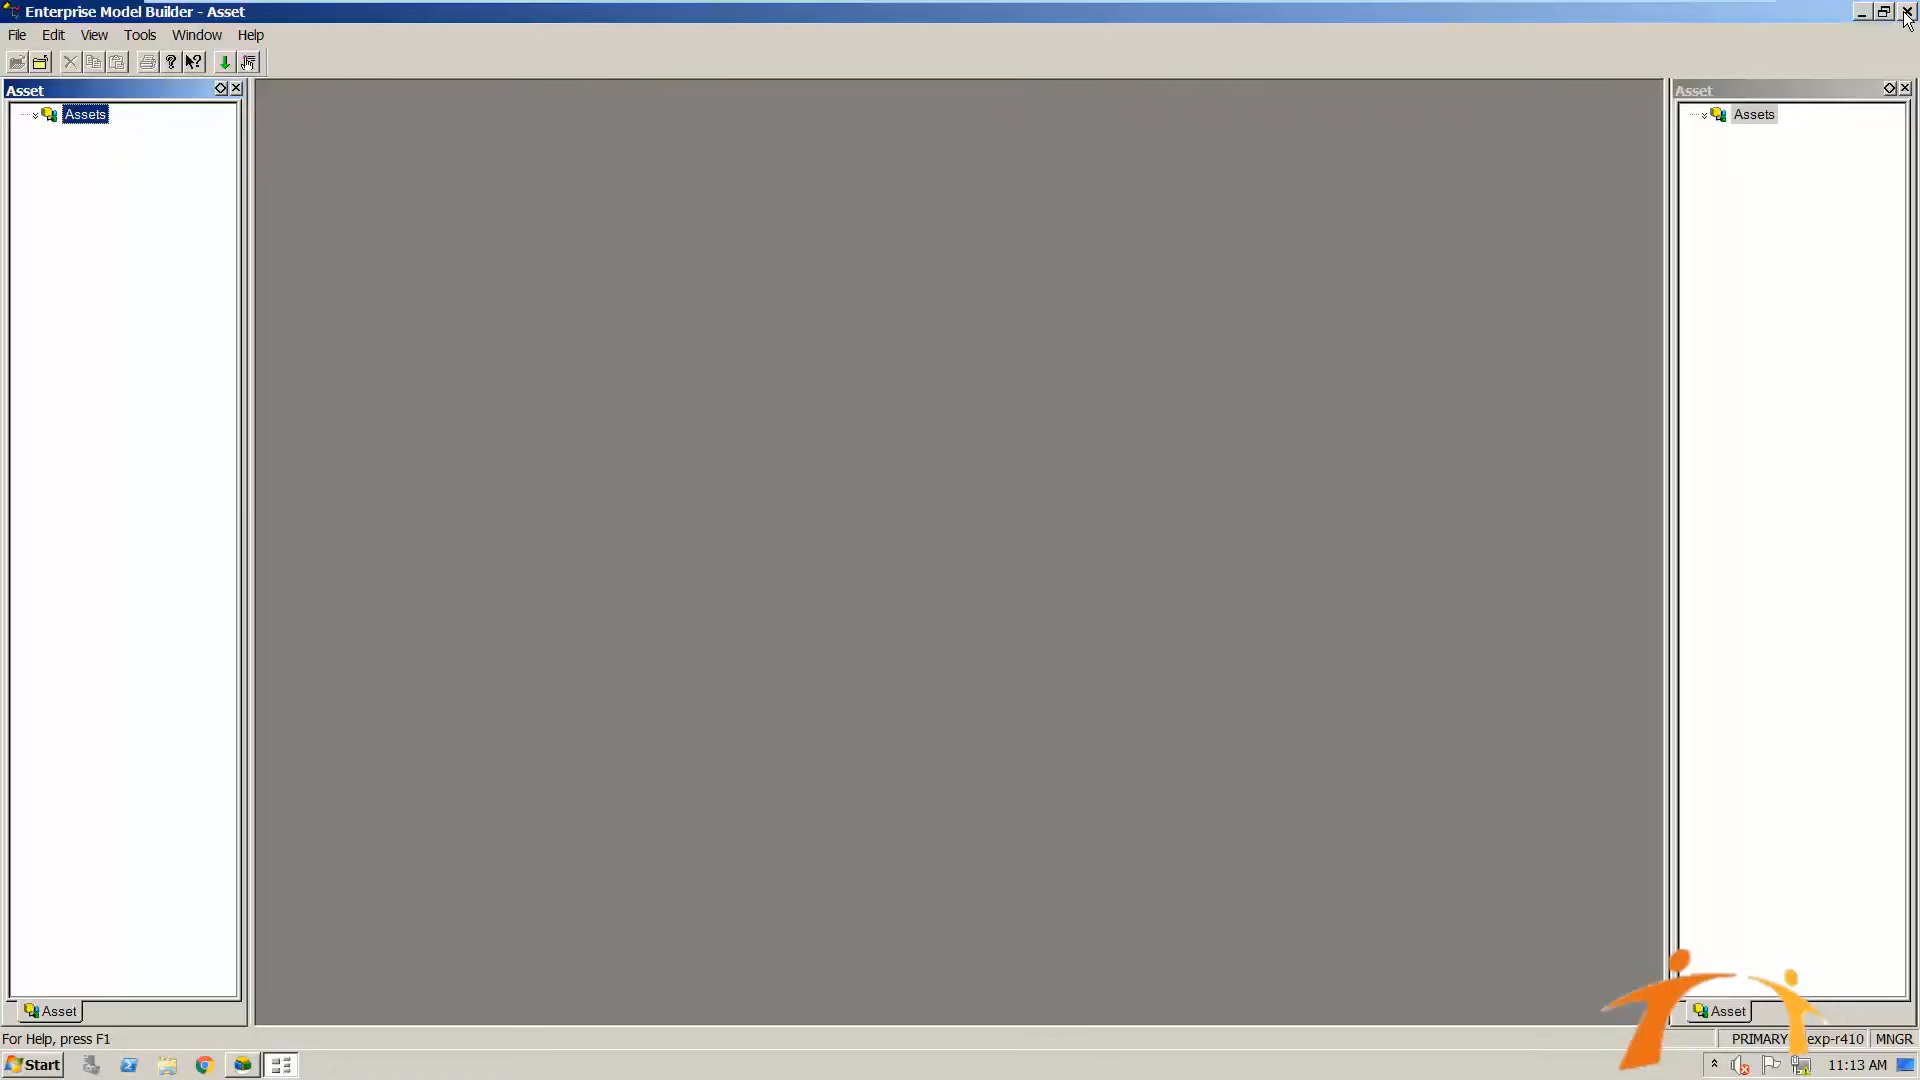 Enterprise Model Builder - Asset
File Edit View Tools Window Help
Asset
Assets
Asset
Assets
Asset
Asset
For Help, press F1
PRIMARY exp-r410 MNGR
Start
11:13 AM